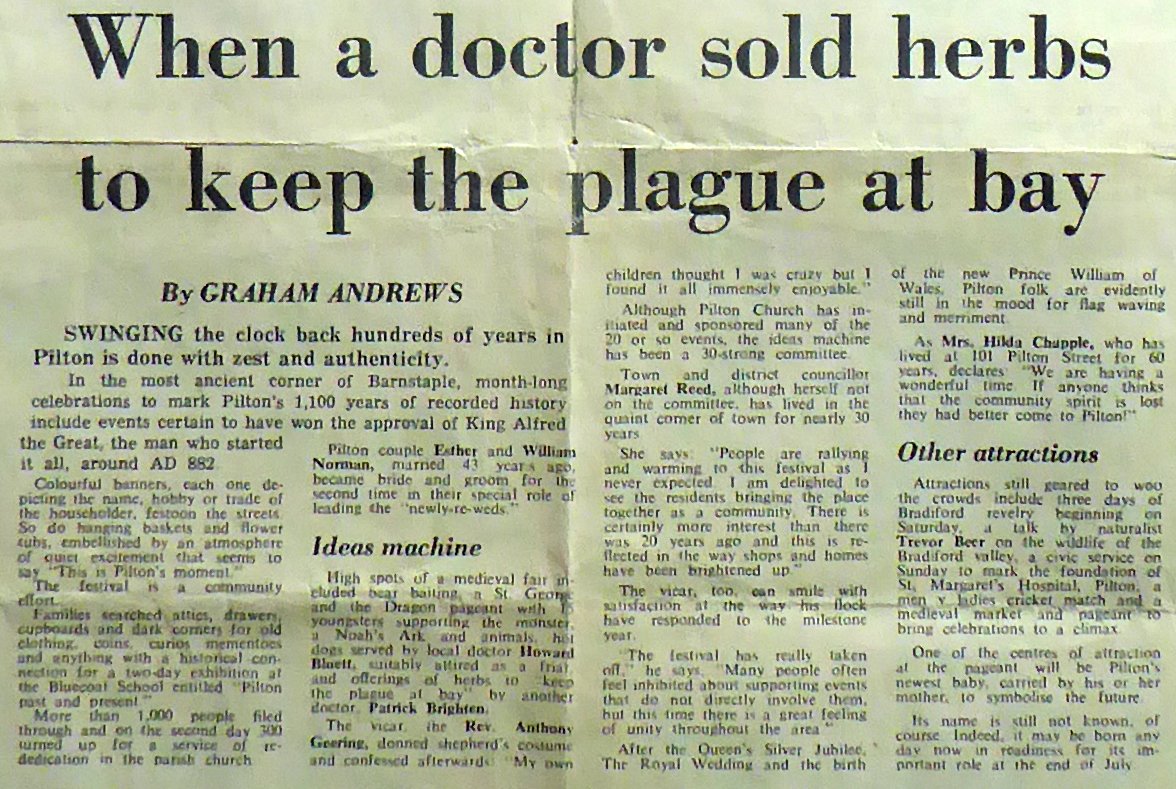 When a doctor sold herbs
to keep the plague at bay
By GRAHAM ANDREWS
SWINGING the clock back hundreds of years in
Pilton is done with zest and authenticity.
In the most ancient corner of Barnstaple, month-long
celebrations to mark Pilton's 1,100 years of recorded history
include events certain to have won the approval of King Alfred
the Great, the man who started
it all, around AD 882.
Colourful banners, each one de-
picting the name, hobby or trade of
the householder, festoon the streets.
So do hanging baskets and flower
tubs, embellished by an atmosphere
of quiet excitement that seems to
say "This is Pilton's moment."
The festival is a community
effort.
Families searched attics, drawers,
cupboards and dark corners for old
clothing, coins, curios mementoes
and anything with a historical con-
nection for a two-day exhibition at
the Bluecoat School entitled "Pilton
past and present"
More than 1,000 people filed
through and on the second day 300
turned up for a service of re-
dedication in the parish church
Pilton couple Esther and William
Norman, married 43 years ago,
became bride and groom for the
second time in their special role of
leading the "newly-re-weds."
Ideas machine
High spots of a medieval fair in-
cluded bear baiting, a St George
and the Dragon pageant with 15
youngsters supporting the monster,
a Noah's Ark and animals, hot
dogs served by local doctor Howard
Bluett, suitably attired as a friar,
and offerings of herbs to "keep
the plague at bay" by another
doctor, Patrick Brighten.
The vicar, the Rev. Anthony
Geering, donned shepherd's costume
and confessed afterwards: "My own
children thought I was crazy but I
found it all immensely enjoyable."
Although Pilton Church has in-
itiated and sponsored many of the
20 or so events, the ideas machine
has been a 30-strong committee.
Town and district councillor
Margaret Reed, although herself not
on the committee, has lived in the
quaint corner of town for nearly 30
years
She says: "People are rallying
and warming to this festival as I
never expected. I am delighted to
see the residents bringing the place
together as a community. There is
certainly more interest than there
was 20 years ago and this is re-
flected in the way shops and homes
have been brightened up."
The vicar, too, can smile with
satisfaction at the way his flock
have responded to the milestone
year.
"The festival has really taken
off," he says. "Many people often
feel inhibited about supporting events
that do not directly involve them,
but this time there is a great feeling
of unity throughout the area"
After the Queen's Silver Jubilee,
The Royal Wedding and the birth
of the new Prince William of
Wales, Pilton folk are evidently
still in the mood for flag waving
and merriment.
As Mrs. Hilda Chapple, who has
lived at 101 Pilton Street for 60
years, declares: "We are having a
wonderful time. If anyone thinks
that the community spirit is lost
they had better come to Pilton!"
Other attractions
Attractions still geared to woo
the crowds include three days of
Bradiford revelry beginning on
Saturday, a talk by naturalist
Trevor Beer on the wildlife of the
Bradiford valley, a civic service on
Sunday to mark the foundation of
St. Margaret's Hospital, Pilton, a
men v ladies cricket match and a
medieval market and pageant to
bring celebrations to a climax.
One of the centres of attraction
at the pageant will be Pilton's
newest baby, carried by his or her
mother, to symbolise the future.
Its name is still not known, of
course. Indeed, it may be born any
day now in readiness for its im-
portant role at the end of July